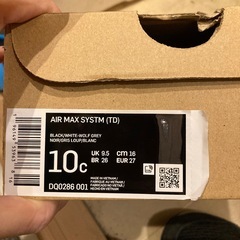 AIR MAX SYSTM (TD)
BLACK/WHITE-WOLF GREY
NOIR/GRIS LOUP/BLANC
10C
UK 9.5 CM 16
BR 26 EUR 27
DQ0286 001
MADE IN VIETNAM